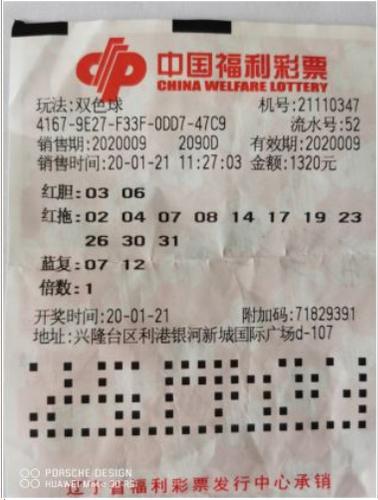 中国福利彩票
CHINA WELFARE LOTTERY
玩法:双色球 机号:21110347
4167-9E27-F33F-0DD7-47C9 流水号:52
销售期:2020009 2090D 有效期:2020009
销售时间:20-01-21 11:27:03 金额:1320元
红胆:03 06
红拖:02 04 07 08 14 17 19 23
26 30 31
蓝复:07 12
倍数:1
开奖时间:20-01-21 附加码:71829391
地址:兴隆台区利港银河新城国际广场d-107
PORSCHE DESIGN
HUAWEI Mate 30 RS
辽宁省福利彩票发行中心承销